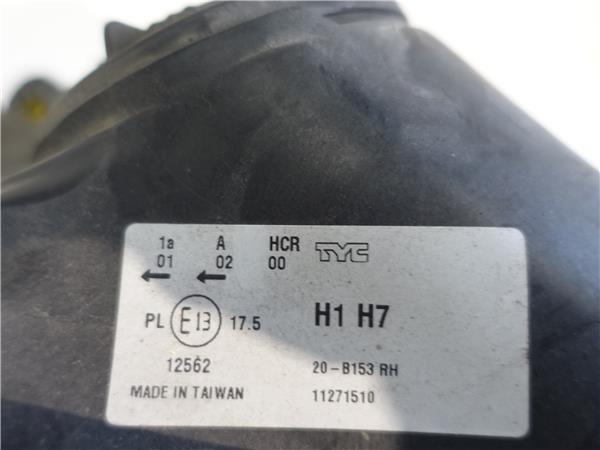 1a A HCR TYC
01 02 00
PL E13 17.5 H1 H7
12562 20-B153 RH
MADE IN TAIWAN 11271510